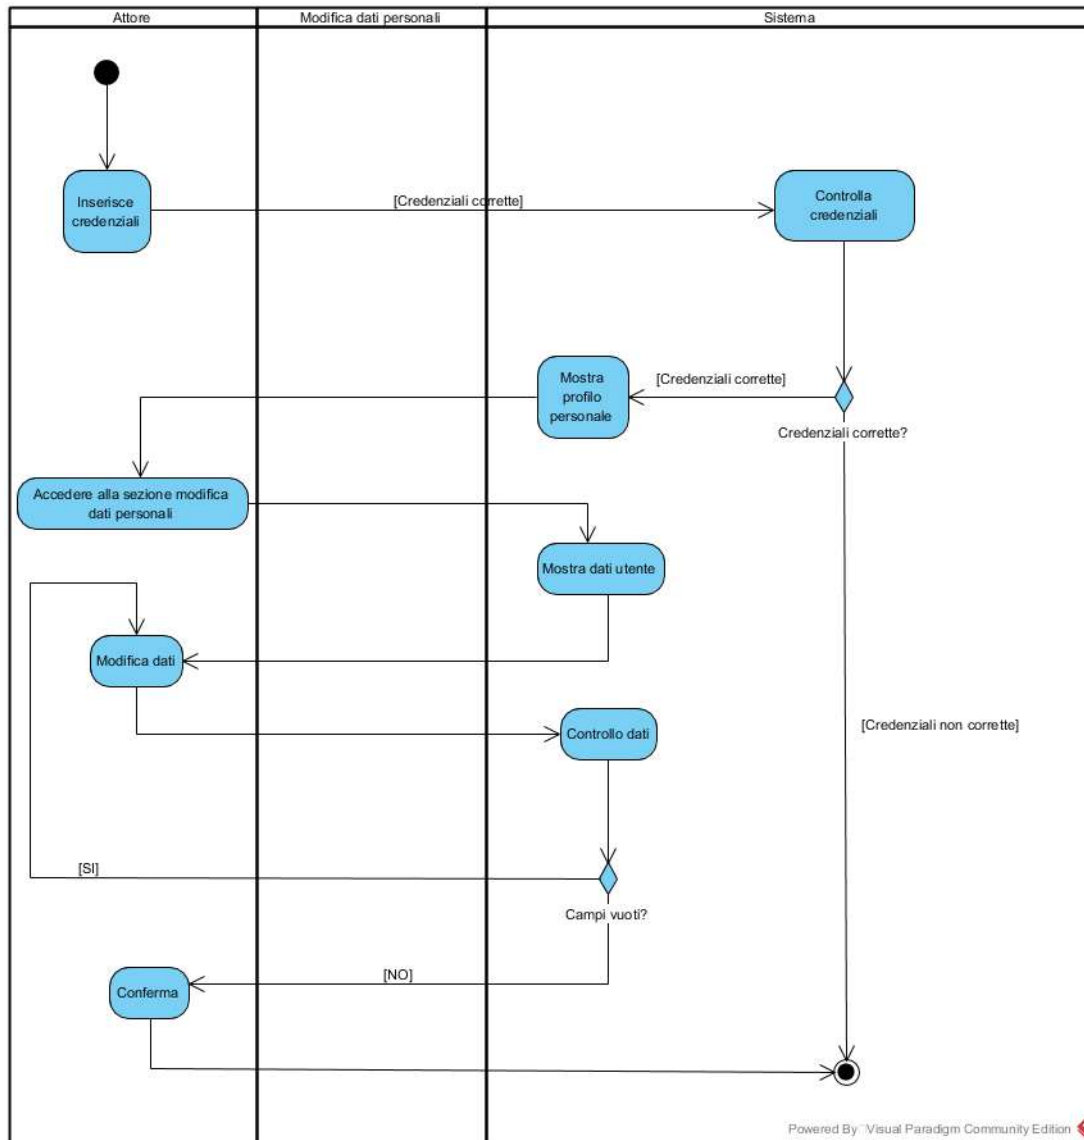 Attore
Modifica dati personali
Sistema
Inserisce
credenziali
[Credenziali corrette]
Controlla
credenziali
Mostra
profilo
personale
[Credenziali corrette]
Credenziali corrette?
Accedere alla sezione modifica
dati personali
Mostra dati utente
Modifica dati
Controllo dati
[Credenziali non corrette]
[SI]
Campi vuoti?
[NO]
Conferma
Powered By Visual Paradigm Community Edition